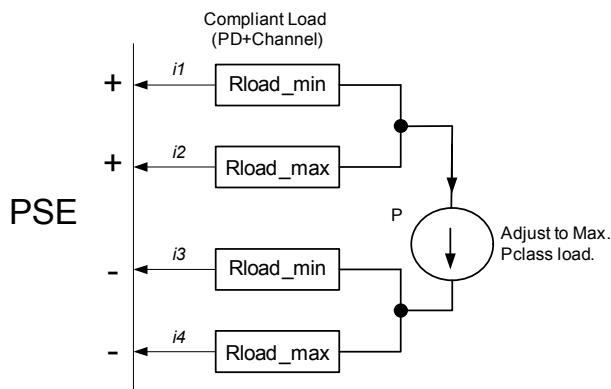 Compliant Load
(PD+Channel)
+ i1 Rload_min
+ i2 Rload_max
PSE
P
Adjust to Max.
Pclass load.
- i3 Rload_min
- i4 Rload_max